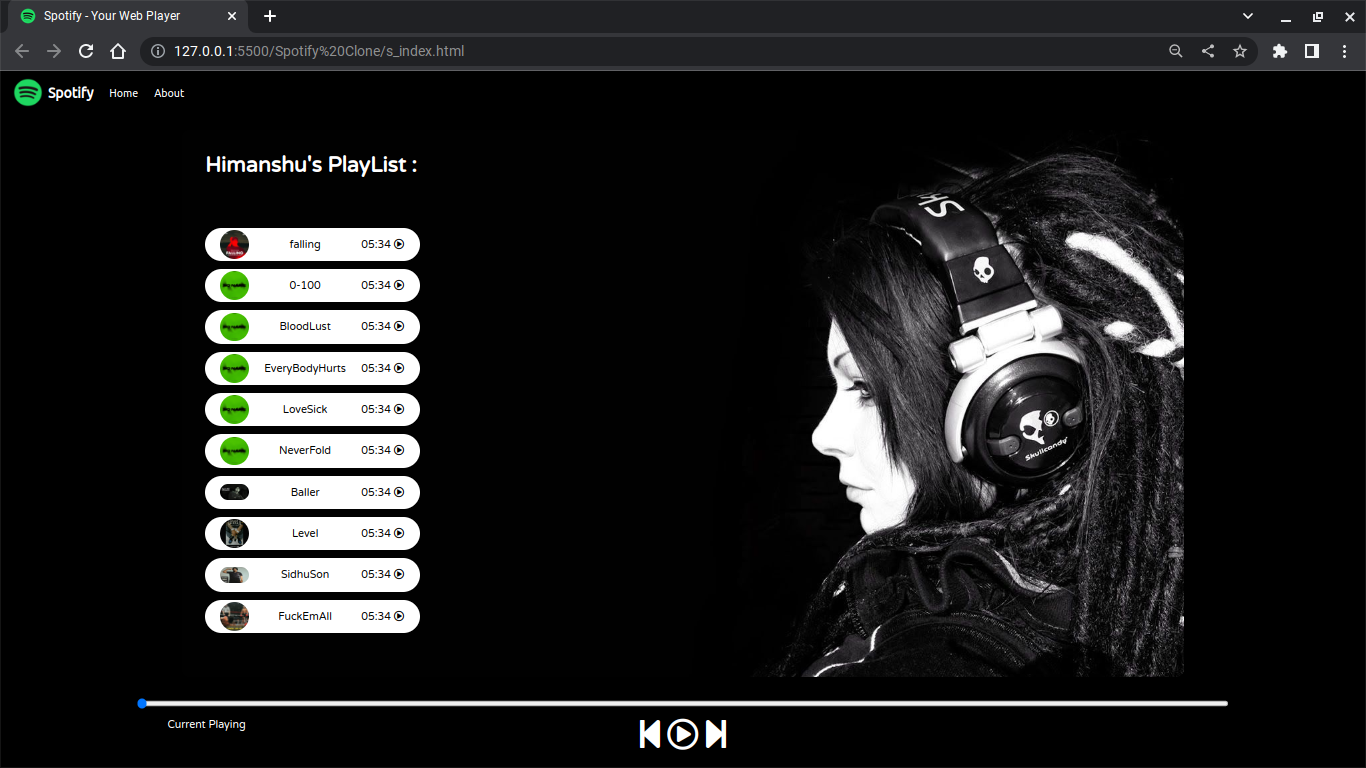 Spotify - Your Web Player
127.0.0.1:5500/Spotify%20Clone/s_index.html
Spotify Home About
Himanshu's PlayList :
falling 05:34
0-100 05:34
BloodLust 05:34
EveryBodyHurts 05:34
LoveSick 05:34
NeverFold 05:34
Baller 05:34
Level 05:34
SidhuSon 05:34
FuckEmAll 05:34
FALLING
Skullcandy
Current Playing